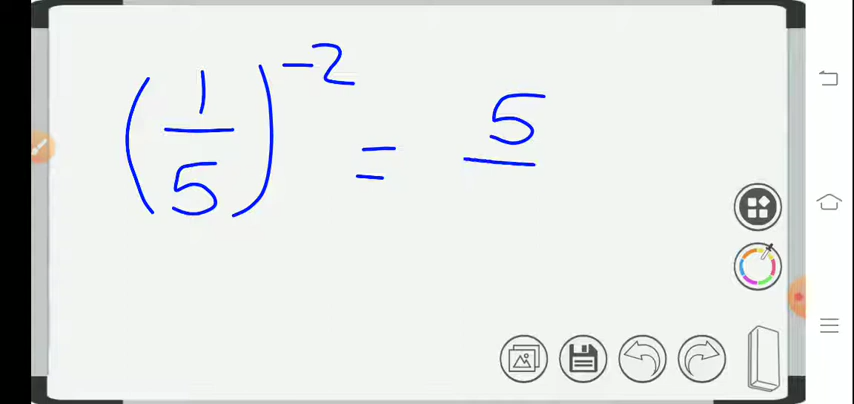 (1/5)^-2 = 5/